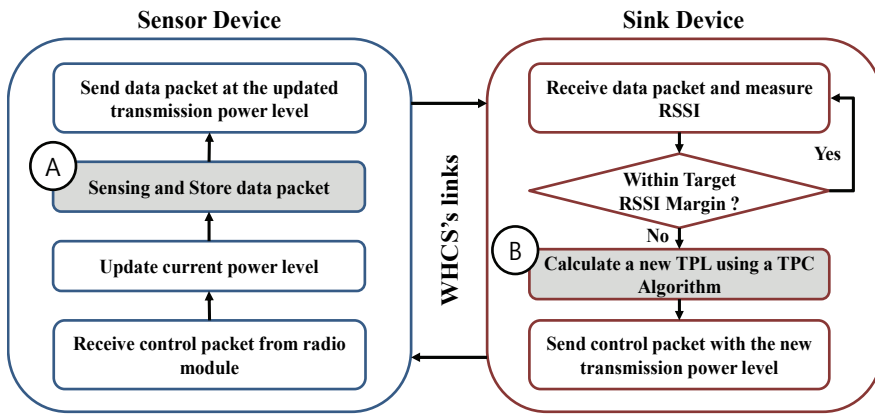 Sensor Device
Send data packet at the updated
transmission power level
A
Sensing and Store data packet
Update current power level
Receive control packet from radio
module
WHCS's links
Sink Device
Receive data packet and measure
RSSI
Yes
Within Target
RSSI Margin ?
No
B
Calculate a new TPL using a TPC
Algorithm
Send control packet with the new
transmission power level